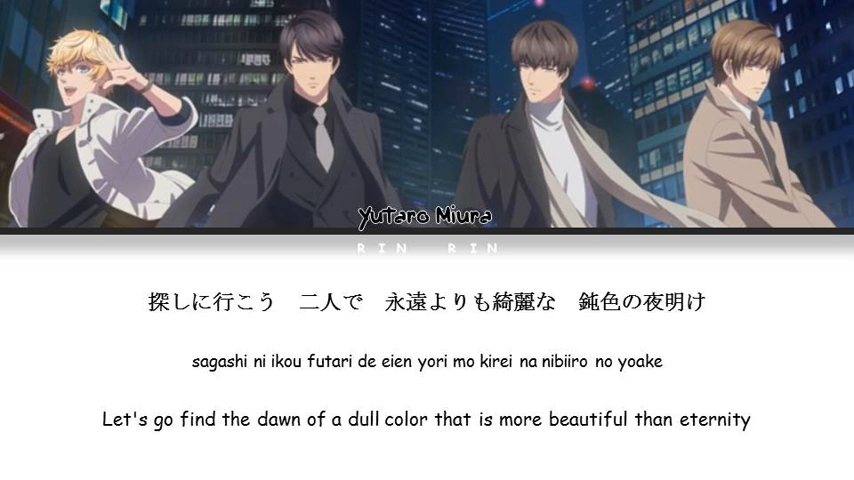 Yutaro Miura
RIN RIN
探しに行こう 二人で 永遠よりも綺麗な 鈍色の夜明け
sagashi ni ikou futari de eien yori mo kirei na nibiiro no yoake
Let's go find the dawn of a dull color that is more beautiful than eternity